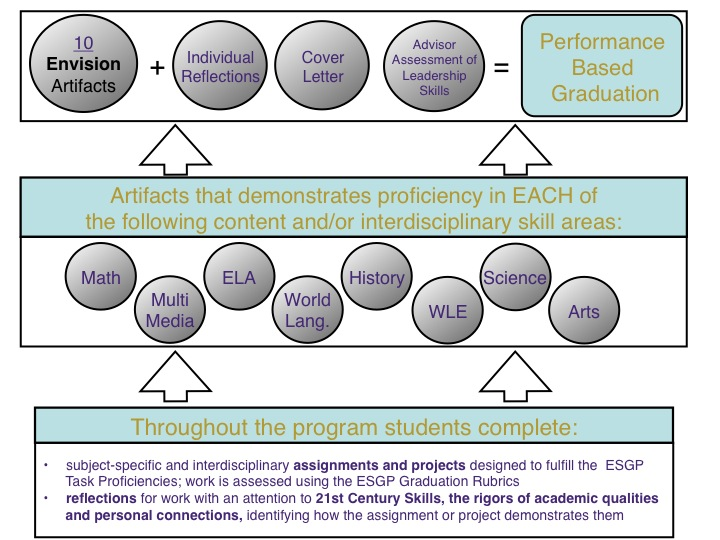 10
Envision
Artifacts
+
Individual
Reflections
Cover
Letter
Advisor
Assessment of
Leadership
Skills
=
Performance
Based
Graduation
Artifacts that demonstrates proficiency in EACH of
the following content and/or interdisciplinary skill areas:
Math
Multi
Media
ELA
World
Lang.
History
WLE
Science
Arts
Throughout the program students complete:
• subject-specific and interdisciplinary assignments and projects designed to fulfill the ESGP
Task Proficiencies; work is assessed using the ESGP Graduation Rubrics
• reflections for work with an attention to 21st Century Skills, the rigors of academic qualities
and personal connections, identifying how the assignment or project demonstrates them